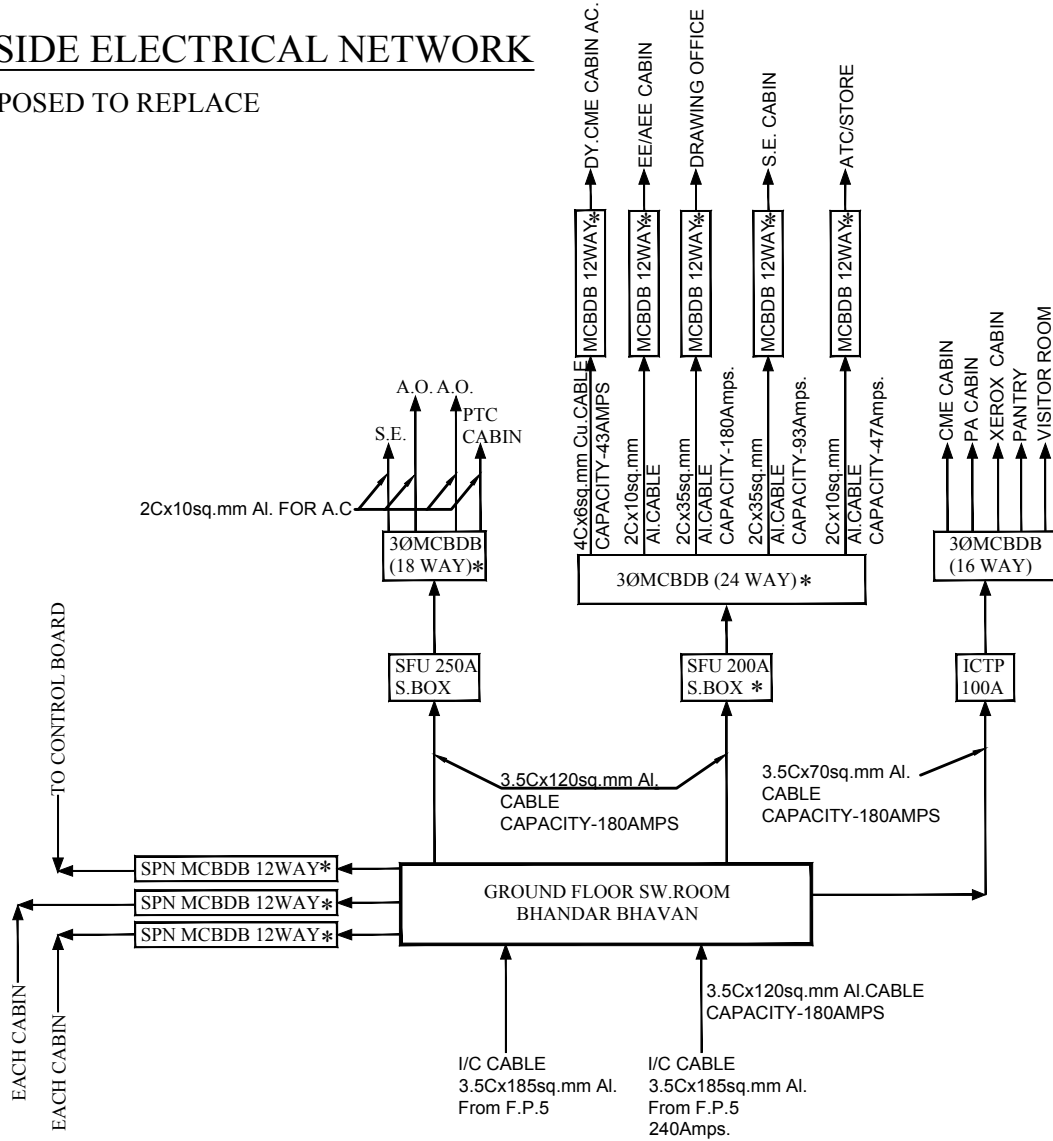 SIDE ELECTRICAL NETWORK
POSED TO REPLACE
DY.CME CABIN AC.
EE/AEE CABIN
DRAWING OFFICE
S.E. CABIN
ATC/STORE
MCBDB 12WAY*
MCBDB 12WAY*
MCBDB 12WAY*
MCBDB 12WAY*
MCBDB 12WAY*
4Cx6sq.mm Cu.CABLE
CAPACITY-43AMPS
2Cx10sq.mm
Al.CABLE
2Cx35sq.mm
Al.CABLE
CAPACITY-180Amps.
2Cx35sq.mm
Al.CABLE
CAPACITY-93Amps.
2Cx10sq.mm
Al.CABLE
CAPACITY-47Amps.
CME CABIN
PA CABIN
XEROX CABIN
PANTRY
VISITOR ROOM
S.E.
A.O.
A.O.
PTC
CABIN
2Cx10sq.mm Al. FOR A.C
3ØMCBDB
(18 WAY)*
3ØMCBDB (24 WAY)*
3ØMCBDB
(16 WAY)
SFU 250A
S.BOX
SFU 200A
S.BOX *
ICTP
100A
3.5Cx120sq.mm Al.
CABLE
CAPACITY-180AMPS
3.5Cx70sq.mm Al.
CABLE
CAPACITY-180AMPS
TO CONTROL BOARD
SPN MCBDB 12WAY*
SPN MCBDB 12WAY*
SPN MCBDB 12WAY*
EACH CABIN
EACH CABIN
GROUND FLOOR SW.ROOM
BHANDAR BHAVAN
3.5Cx120sq.mm Al.CABLE
CAPACITY-180AMPS
I/C CABLE
3.5Cx185sq.mm Al.
From F.P.5
I/C CABLE
3.5Cx185sq.mm Al.
From F.P.5
240Amps.